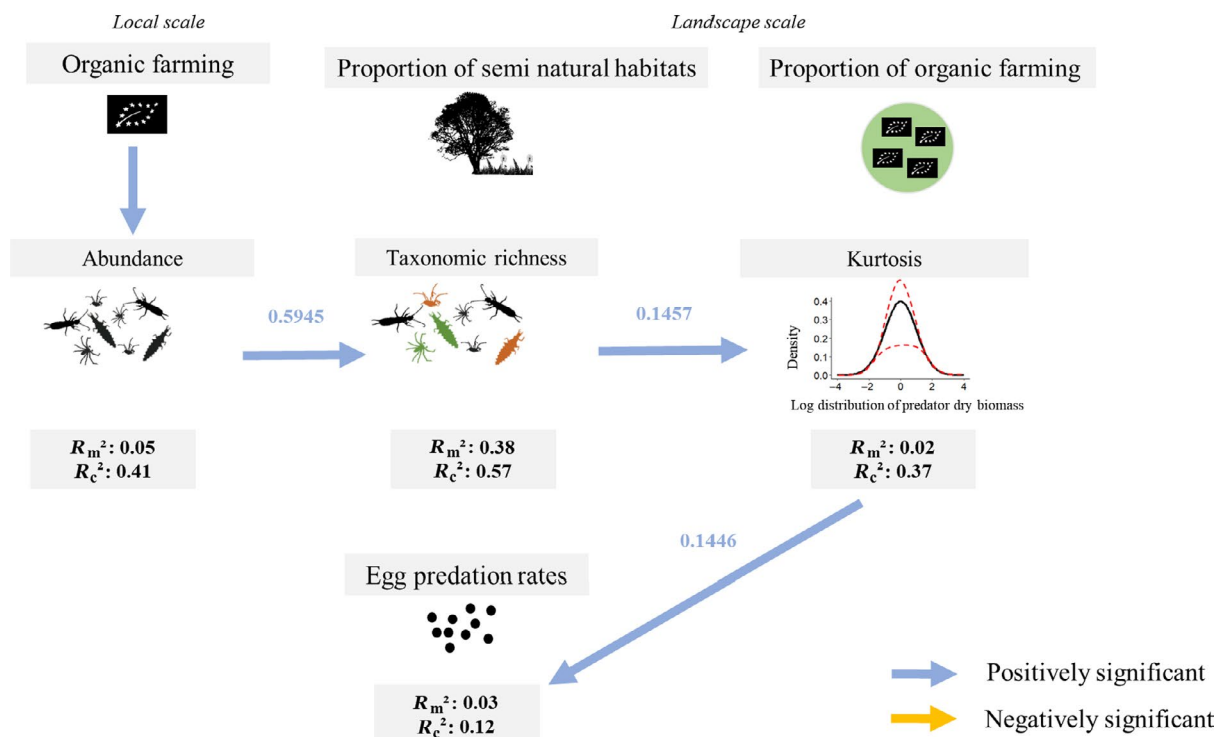 Local scale
Landscape scale
Organic farming
Proportion of semi natural habitats
Proportion of organic farming
Abundance
Taxonomic richness
Kurtosis
0.5945
0.1457
0.4
0.3
0.2
0.1
0.0
Density
−4
−2
0
2
4
Log distribution of predator dry biomass
Rm²: 0.05
Rc²: 0.41
Rm²: 0.38
Rc²: 0.57
Rm²: 0.02
Rc²: 0.37
0.1446
Egg predation rates
Rm²: 0.03
Rc²: 0.12
Positively significant
Negatively significant